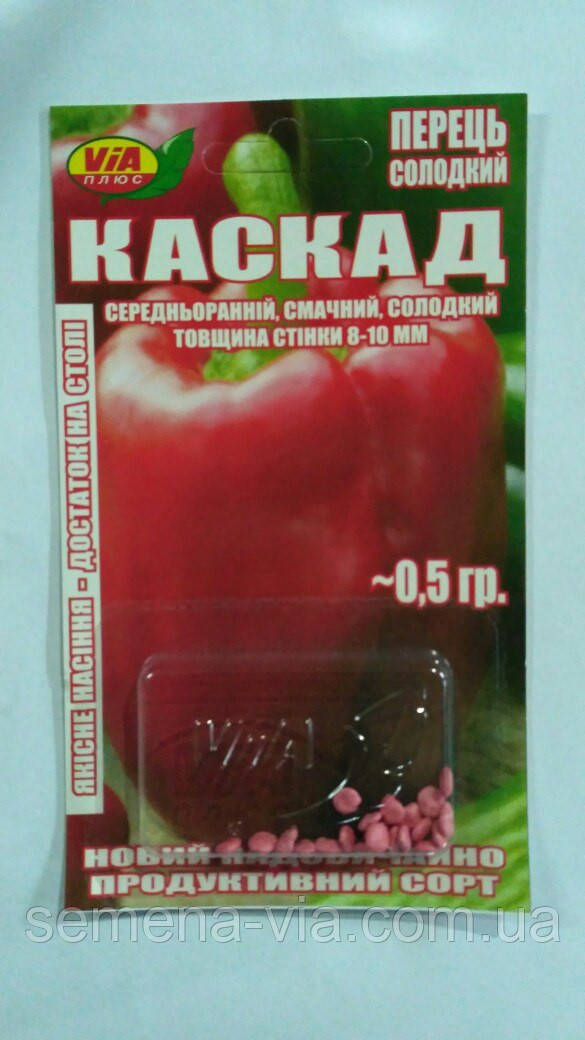 ViA
ПЛЮС
ПЕРЕЦЬ
СОЛОДКИЙ
КАСКАД
СЕРЕДНЬОРАННІЙ, СМАЧНИЙ, СОЛОДКИЙ
ТОВЩИНА СТІНКИ 8-10 ММ
ЯКІСНЕ НАСІННЯ - ДОСТАТОК НА СТОЛІ
~0,5 гр.
НОВИЙ НАДЗВИЧАЙНО
ПРОДУКТИВНИЙ СОРТ
semena-via.com.ua